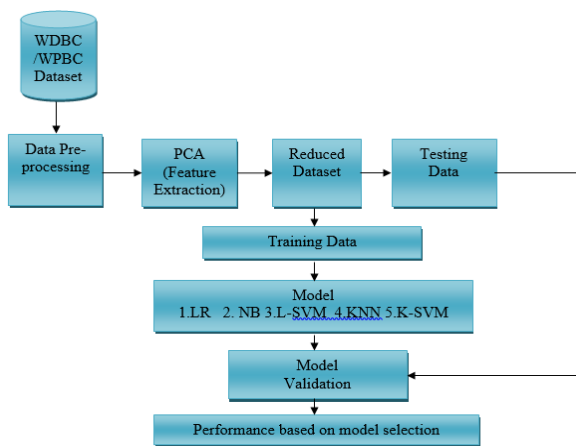 WDBC
/WPBC
Dataset
Data Pre-
processing
PCA
(Feature
Extraction)
Reduced
Dataset
Testing
Data
Training Data
Model
1.LR 2. NB 3.L-SVM 4.KNN 5.K-SVM
Model
Validation
Performance based on model selection